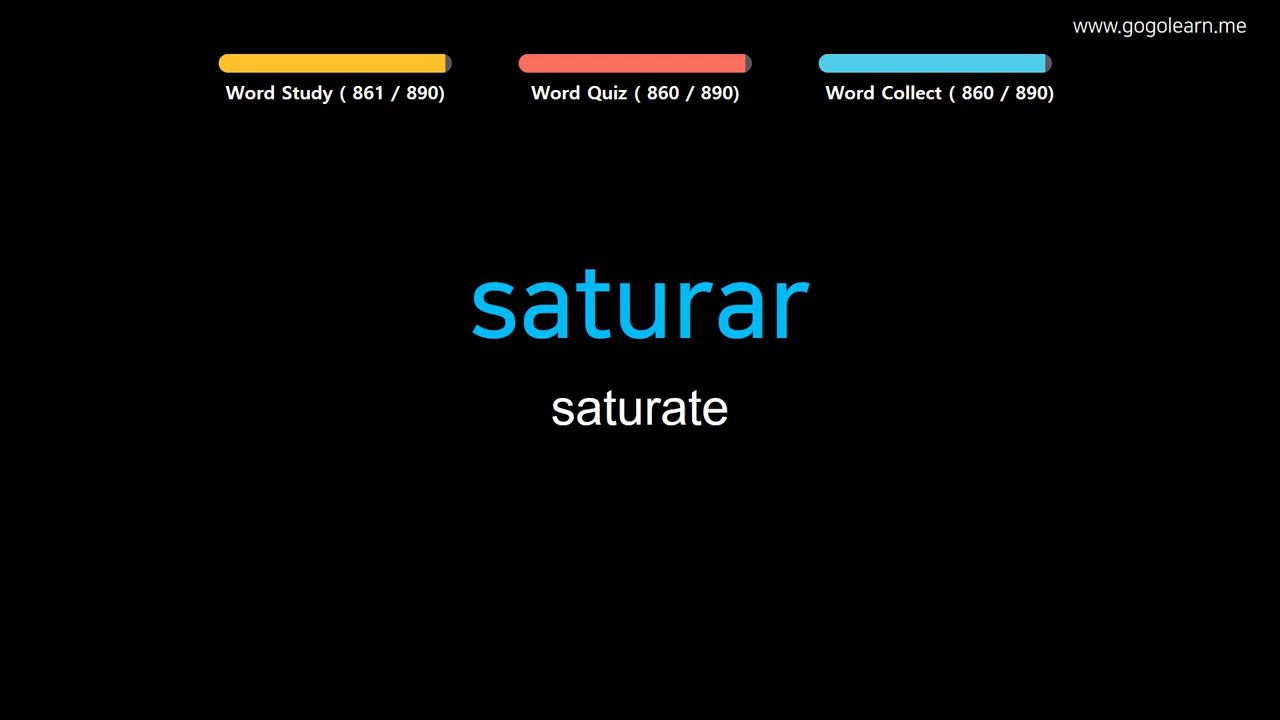 www.gogolearn.me
Word Study ( 861 / 890)
Word Quiz ( 860 / 890)
Word Collect ( 860 / 890)
saturar
saturate